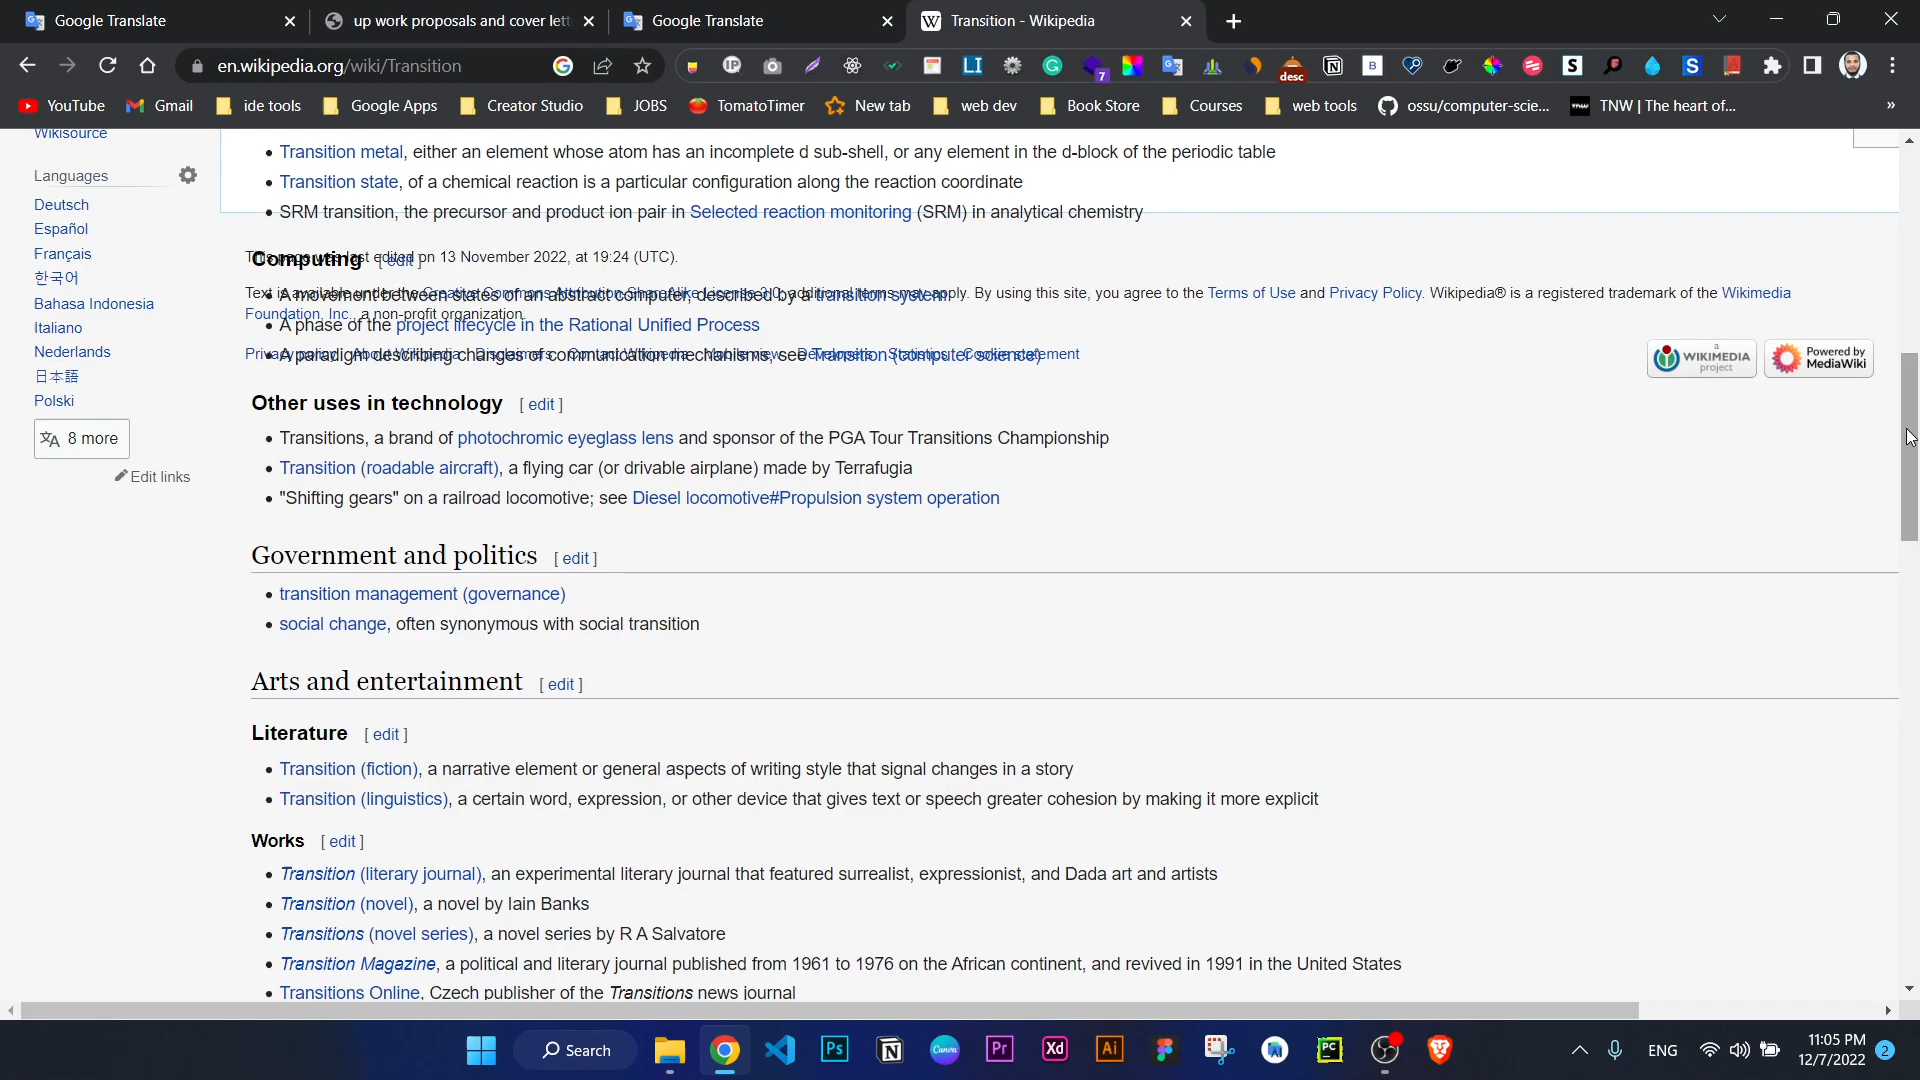 Google Translate
up work proposals and cover lett
Google Translate
Transition - Wikipedia
en.wikipedia.org/wiki/Transition
7
desc
YouTube
Gmail
ide tools
Google Apps
Creator Studio
JOBS
TomatoTimer
New tab
web dev
Book Store
Courses
web tools
ossu/computer-scie...
TNW | The heart of...
Wikisource
Languages
Deutsch
Español
Français
한국어
Bahasa Indonesia
Italiano
Nederlands
日本語
Polski
8 more
Edit links
Transition metal, either an element whose atom has an incomplete d sub-shell, or any element in the d-block of the periodic table
Transition state, of a chemical reaction is a particular configuration along the reaction coordinate
SRM transition, the precursor and product ion pair in Selected reaction monitoring (SRM) in analytical chemistry
Computing [ edit ]
This page was last edited on 13 November 2022, at 19:24 (UTC).
A movement between states of an abstract computer, described by a transition system.
Text is available under the Creative Commons Attribution-ShareAlike License 3.0; additional terms may apply. By using this site, you agree to the Terms of Use and Privacy Policy. Wikipedia® is a registered trademark of the Wikimedia
Foundation, Inc., a non-profit organization.
A phase of the project lifecycle in the Rational Unified Process
A paradigm describing changes of communication mechanisms, see Transition (computer science)
Privacy policy About Wikipedia Disclaimers Contact Wikipedia Mobile view Developers Statistics Cookie statement
a WIKIMEDIA project
Powered by MediaWiki
Other uses in technology [ edit ]
Transitions, a brand of photochromic eyeglass lens and sponsor of the PGA Tour Transitions Championship
Transition (roadable aircraft), a flying car (or drivable airplane) made by Terrafugia
"Shifting gears" on a railroad locomotive; see Diesel locomotive#Propulsion system operation
Government and politics [ edit ]
transition management (governance)
social change, often synonymous with social transition
Arts and entertainment [ edit ]
Literature [ edit ]
Transition (fiction), a narrative element or general aspects of writing style that signal changes in a story
Transition (linguistics), a certain word, expression, or other device that gives text or speech greater cohesion by making it more explicit
Works [ edit ]
Transition (literary journal), an experimental literary journal that featured surrealist, expressionist, and Dada art and artists
Transition (novel), a novel by Iain Banks
Transitions (novel series), a novel series by R A Salvatore
Transition Magazine, a political and literary journal published from 1961 to 1976 on the African continent, and revived in 1991 in the United States
Transitions Online, Czech publisher of the Transitions news journal
Search
ENG
11:05 PM
12/7/2022
2